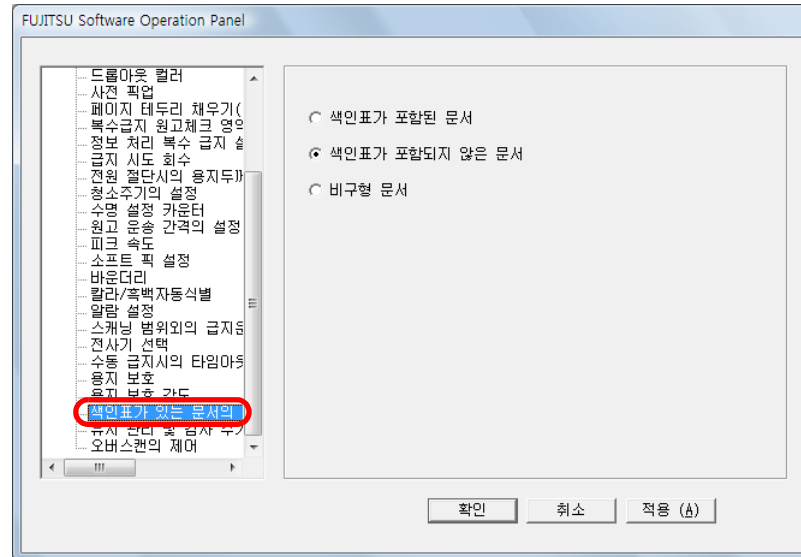 FUJITSU Software Operation Panel
드롭아웃 컬러
사전 픽업
페이지 테두리 채우기(
복수급지 원고체크 영역
정보 처리 복수 급지 설
급지 시도 회수
전원 절단시의 용지두께
청소주기의 설정
수명 설정 카운터
원고 운송 간격의 설정
피크 속도
소프트 픽 설정
바운더리
칼라/흑백자동식별
알람 설정
스캐닝 범위외의 급지운
전사기 선택
수동 급지시의 타임아웃
용지 보호
용지 보호 감도
색인표가 있는 문서의
유지 관리 및 검사 주기
오버스캔의 제어
색인표가 포함된 문서
색인표가 포함되지 않은 문서
비구형 문서
확인 취소 적용 (A)